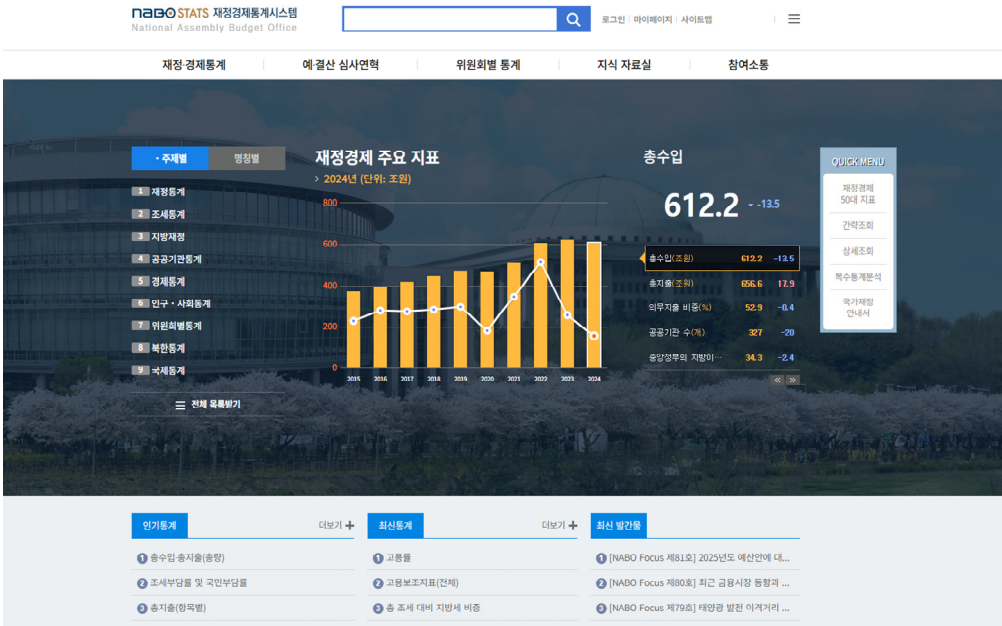 NABO STATS 재정경제통계시스템
National Assembly Budget Office
로그인 마이페이지 사이트맵
재정·경제통계 예·결산 심사연혁 위원회별 통계 지식 자료실 참여소통
주제별 명칭별
1 재정통계
2 조세통계
3 지방재정
4 공공기관통계
5 경제통계
6 인구·사회통계
7 위원회별통계
8 북한통계
9 국제통계
전체 목록받기
재정경제 주요 지표
> 2024년 (단위: 조원)
800
600
400
200
0
2015 2016 2017 2018 2019 2020 2021 2022 2023 2024
총수입
612.2 -13.5
총수입(조원) 612.2 -13.5
총지출(조원) 656.6 17.9
의무지출 비중(%) 52.9 -0.4
공공기관 수(개) 327 -20
중앙정부의 지방이… 34.3 -2.4
QUICK MENU
재정경제
50대 지표
간략조회
상세조회
복수통계분석
국가재정
안내서
인기통계 더보기
1 총수입·총지출(총량)
2 조세부담률 및 국민부담률
3 총지출(항목별)
최신통계 더보기
1 고용률
2 고용보조지표(전체)
3 총 조세 대비 지방세 비중
최신 발간물
1 [NABO Focus 제81호] 2025년도 예산안에 대...
2 [NABO Focus 제80호] 최근 금융시장 동향과 ...
3 [NABO Focus 제79호] 태양광 발전 이격거리 ...